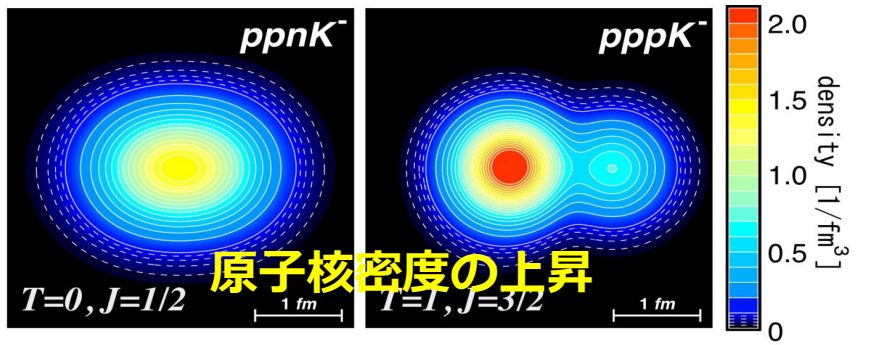 ppnK⁻
pppK⁻
原子核密度の上昇
T=0, J=1/2
T=1, J=3/2
1 fm
1 fm
2.0
1.5
1.0
0.5
0
density [1/fm³]